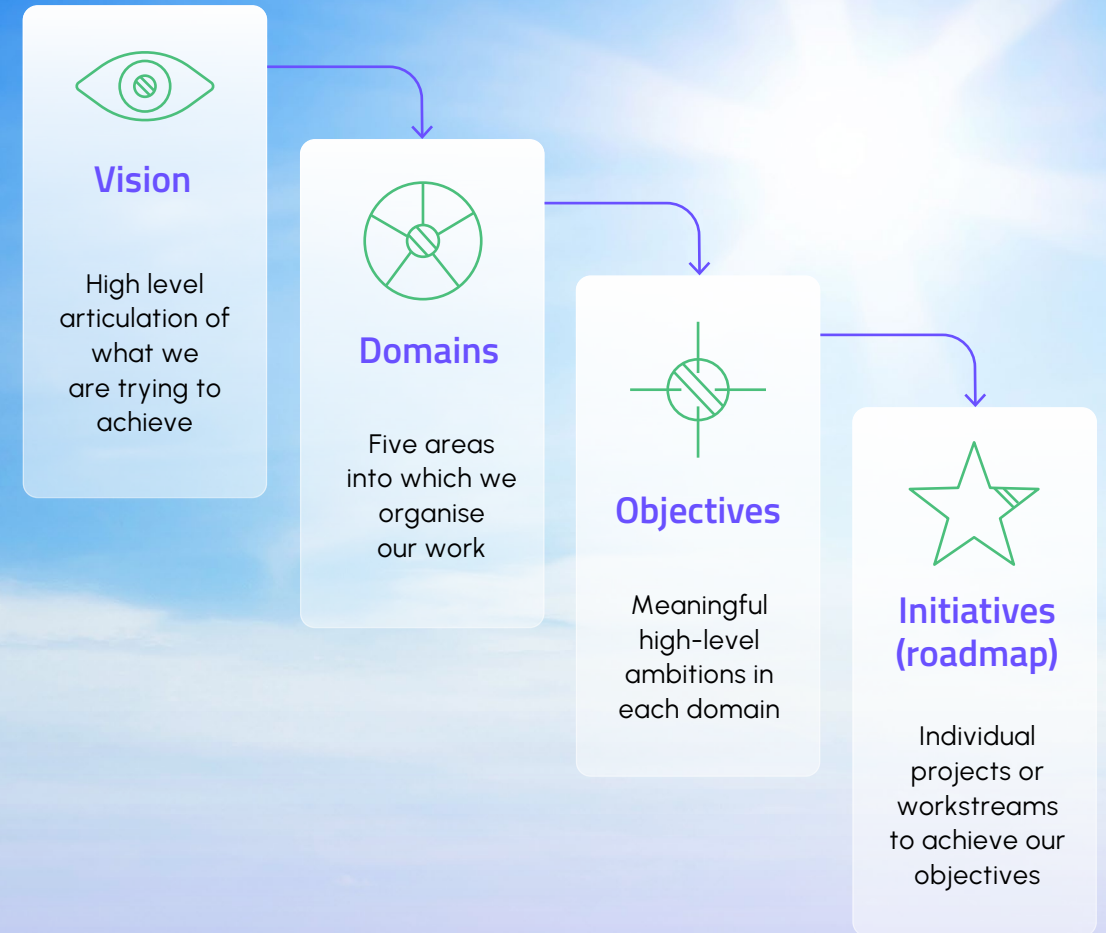 Vision
High level
articulation of
what we
are trying to
achieve
Domains
Five areas
into which we
organise
our work
Objectives
Meaningful
high-level
ambitions in
each domain
Initiatives
(roadmap)
Individual
projects or
workstreams
to achieve our
objectives